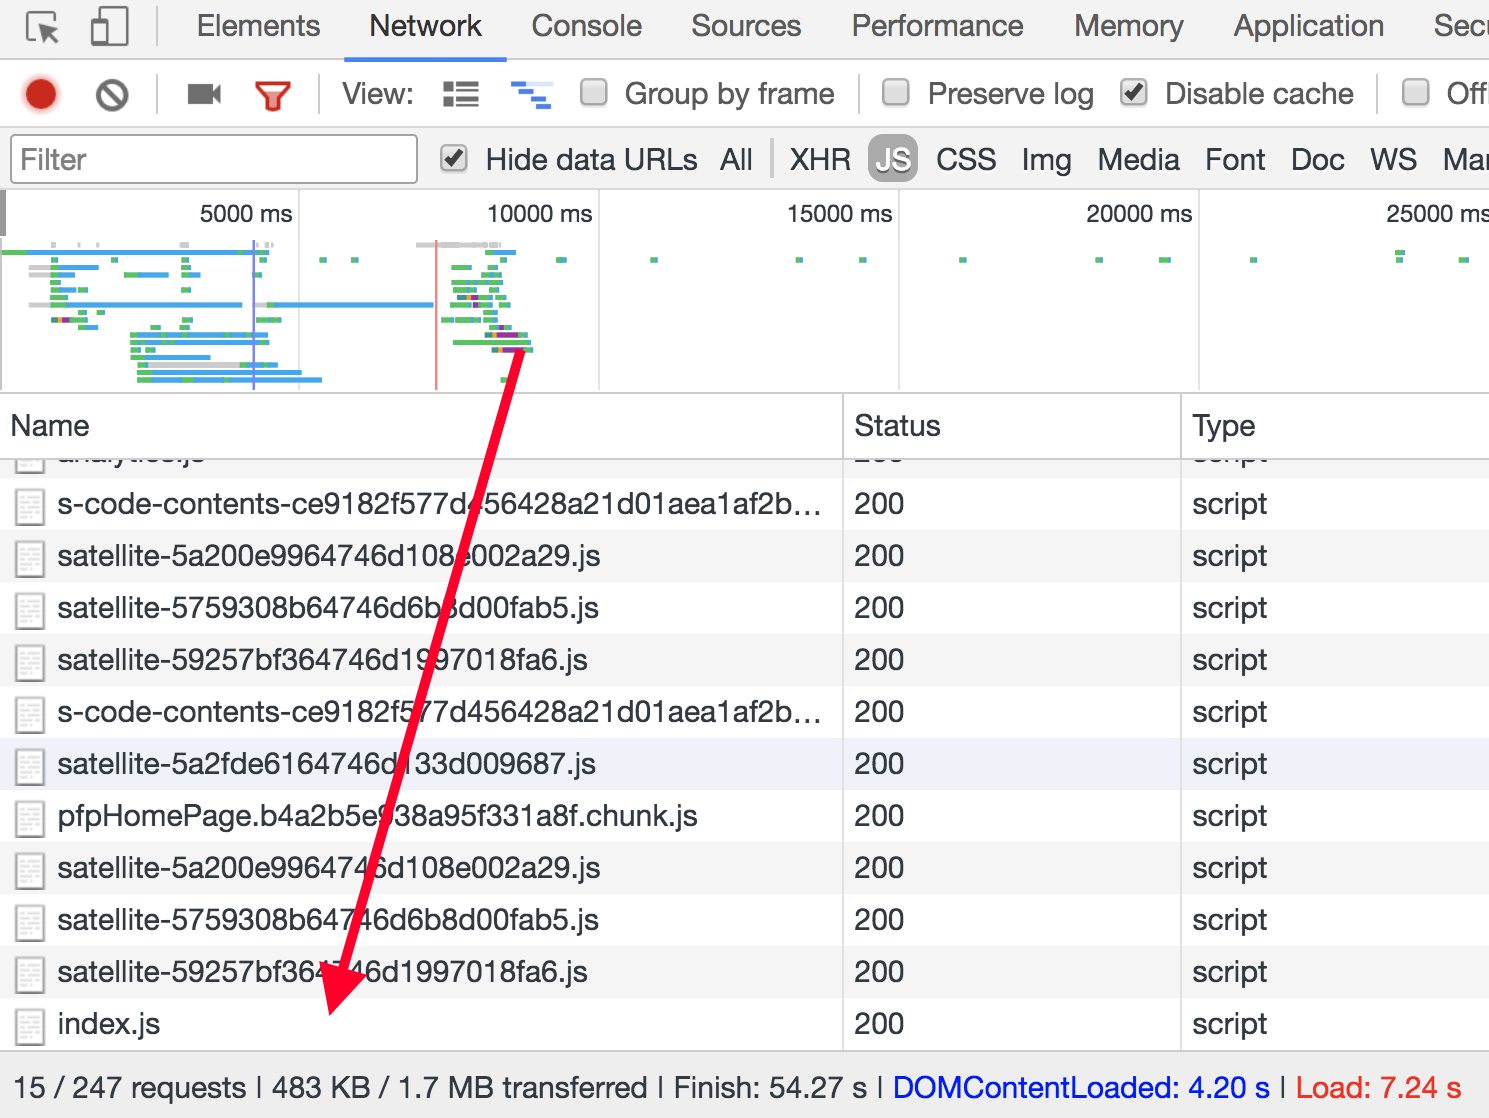 Elements Network Console Sources Performance Memory Application
View: Group by frame Preserve log Disable cache
Filter Hide data URLs All XHR JS CSS Img Media Font Doc WS
5000 ms 10000 ms 15000 ms 20000 ms 25000 ms
Name Status Type
analytics.js 200 script
s-code-contents-ce9182f577d456428a21d01aea1af2b... 200 script
satellite-5a200e9964746d108e002a29.js 200 script
satellite-5759308b64746d6b8d00fab5.js 200 script
satellite-59257bf364746d1997018fa6.js 200 script
s-code-contents-ce9182f577d456428a21d01aea1af2b... 200 script
satellite-5a2fde6164746d133d009687.js 200 script
pfpHomePage.b4a2b5e938a95f331a8f.chunk.js 200 script
satellite-5a200e9964746d108e002a29.js 200 script
satellite-5759308b64746d6b8d00fab5.js 200 script
satellite-59257bf364746d1997018fa6.js 200 script
index.js 200 script
15 / 247 requests | 483 KB / 1.7 MB transferred | Finish: 54.27 s | DOMContentLoaded: 4.20 s | Load: 7.24 s